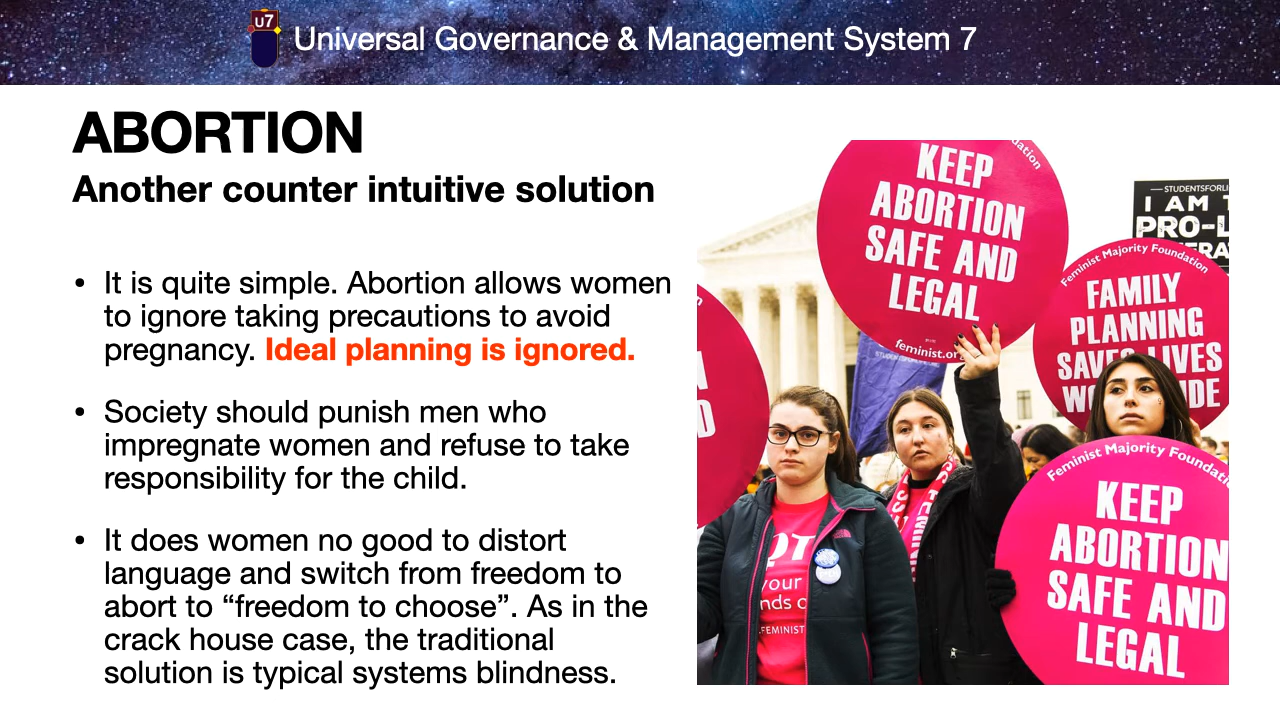 U7
Universal Governance & Management System 7
ABORTION
Another counter intuitive solution
• It is quite simple. Abortion allows women
to ignore taking precautions to avoid
pregnancy. Ideal planning is ignored.
• Society should punish men who
impregnate women and refuse to take
responsibility for the child.
• It does women no good to distort
language and switch from freedom to
abort to “freedom to choose”. As in the
crack house case, the traditional
solution is typical systems blindness.
KEEP
ABORTION
SAFE AND
LEGAL
feminist.org
I AM
PRO-L
Feminist Majority Foundation
FAMILY
PLANNING
SAVES LIVES
Feminist Majority Foundation
KEEP
ABORTION
SAFE AND
LEGAL